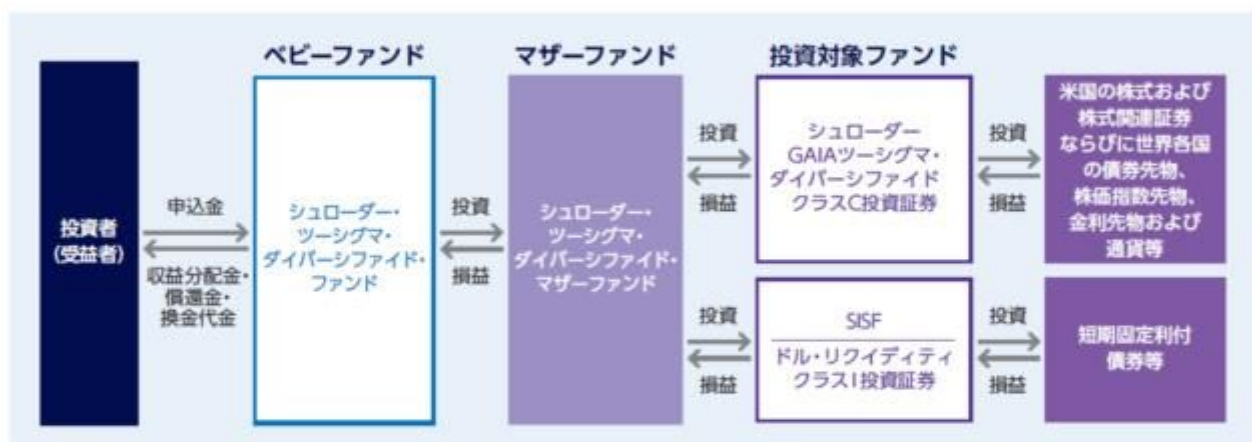 ベビーファンド
マザーファンド
投資対象ファンド
投資者
(受益者)
申込金
収益分配金・
償還金・
換金代金
シュローダー・
ツーシグマ・
ダイバーシファイド・
ファンド
投資
損益
シュローダー・
ツーシグマ・
ダイバーシファイド・
マザーファンド
投資
損益
シュローダー
GAIAツーシグマ・
ダイバーシファイド
クラスC投資証券
投資
損益
米国の株式および
株式関連証券
ならびに世界各国
の債券先物、
株価指数先物、
金利先物および
通貨等
投資
損益
SISF
ドル・リクイディティ
クラスI投資証券
投資
損益
短期固定利付
債券等